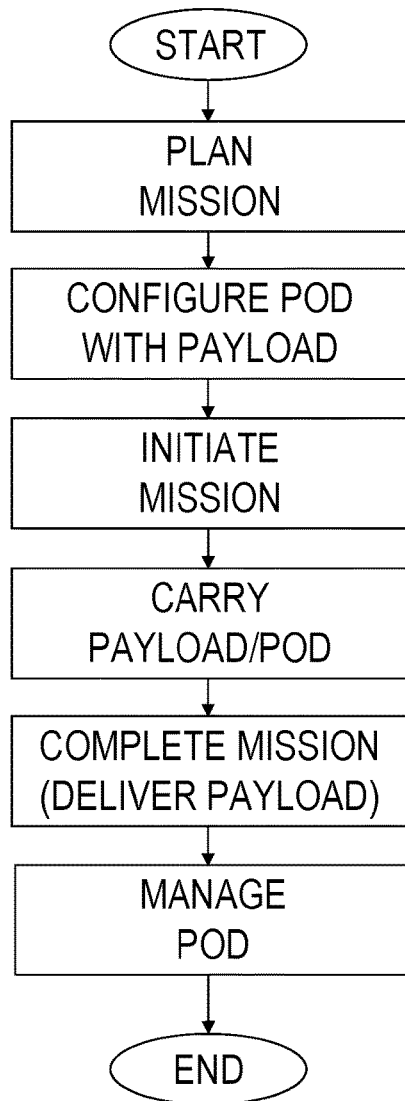 START
PLAN
MISSION
CONFIGURE POD
WITH PAYLOAD
INITIATE
MISSION
CARRY
PAYLOAD/POD
COMPLETE MISSION
(DELIVER PAYLOAD)
MANAGE
POD
END